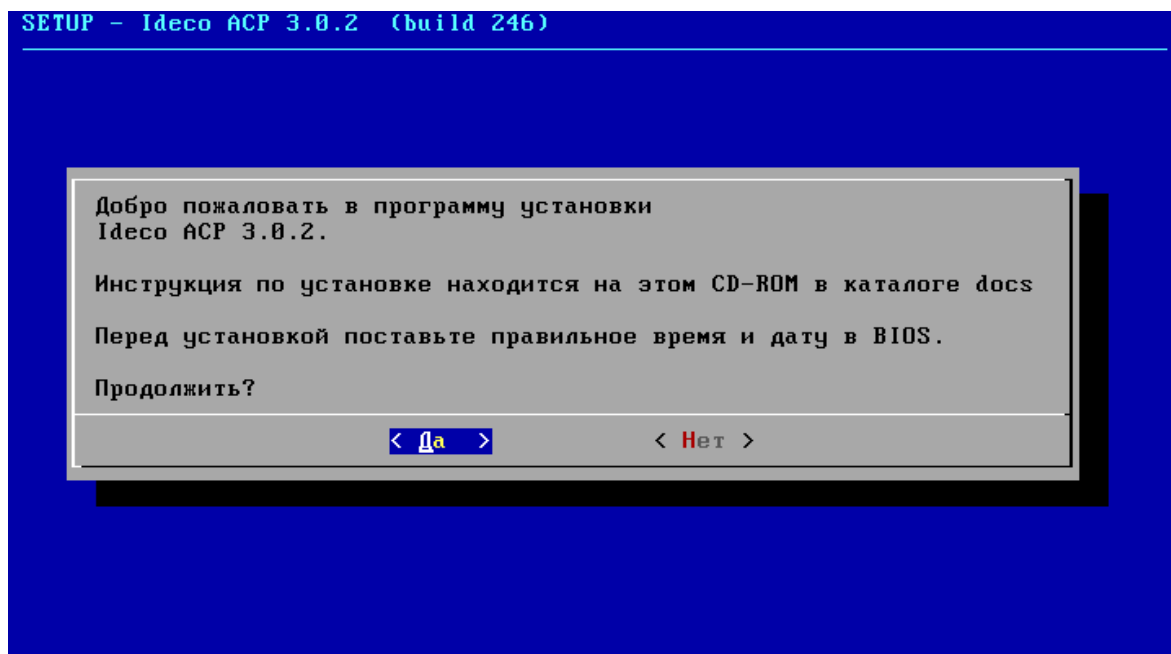 SETUP - Ideco ACP 3.0.2 (build 246)
Добро пожаловать в программу установки
Ideco ACP 3.0.2.
Инструкция по установке находится на этом CD-ROM в каталоге docs
Перед установкой поставьте правильное время и дату в BIOS.
Продолжить?
< Да > < Нет >